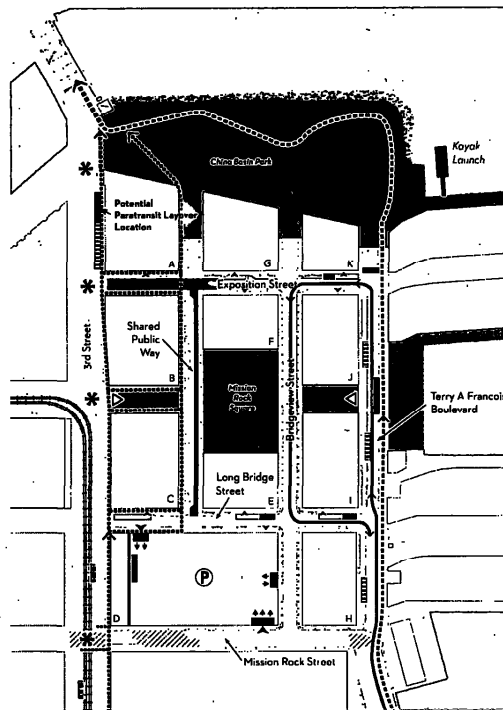 China Basin Park
Kayak
Launch
Potential
Paratransit Layover
Location
A
G
K
Exposition Street
Shared
Public
Way
3rd Street
F
B
Mission
Rock
Square
Bridgeview Street
J
Terry A Francois
Boulevard
Long Bridge
Street
C
E
I
P
D
H
Mission Rock Street